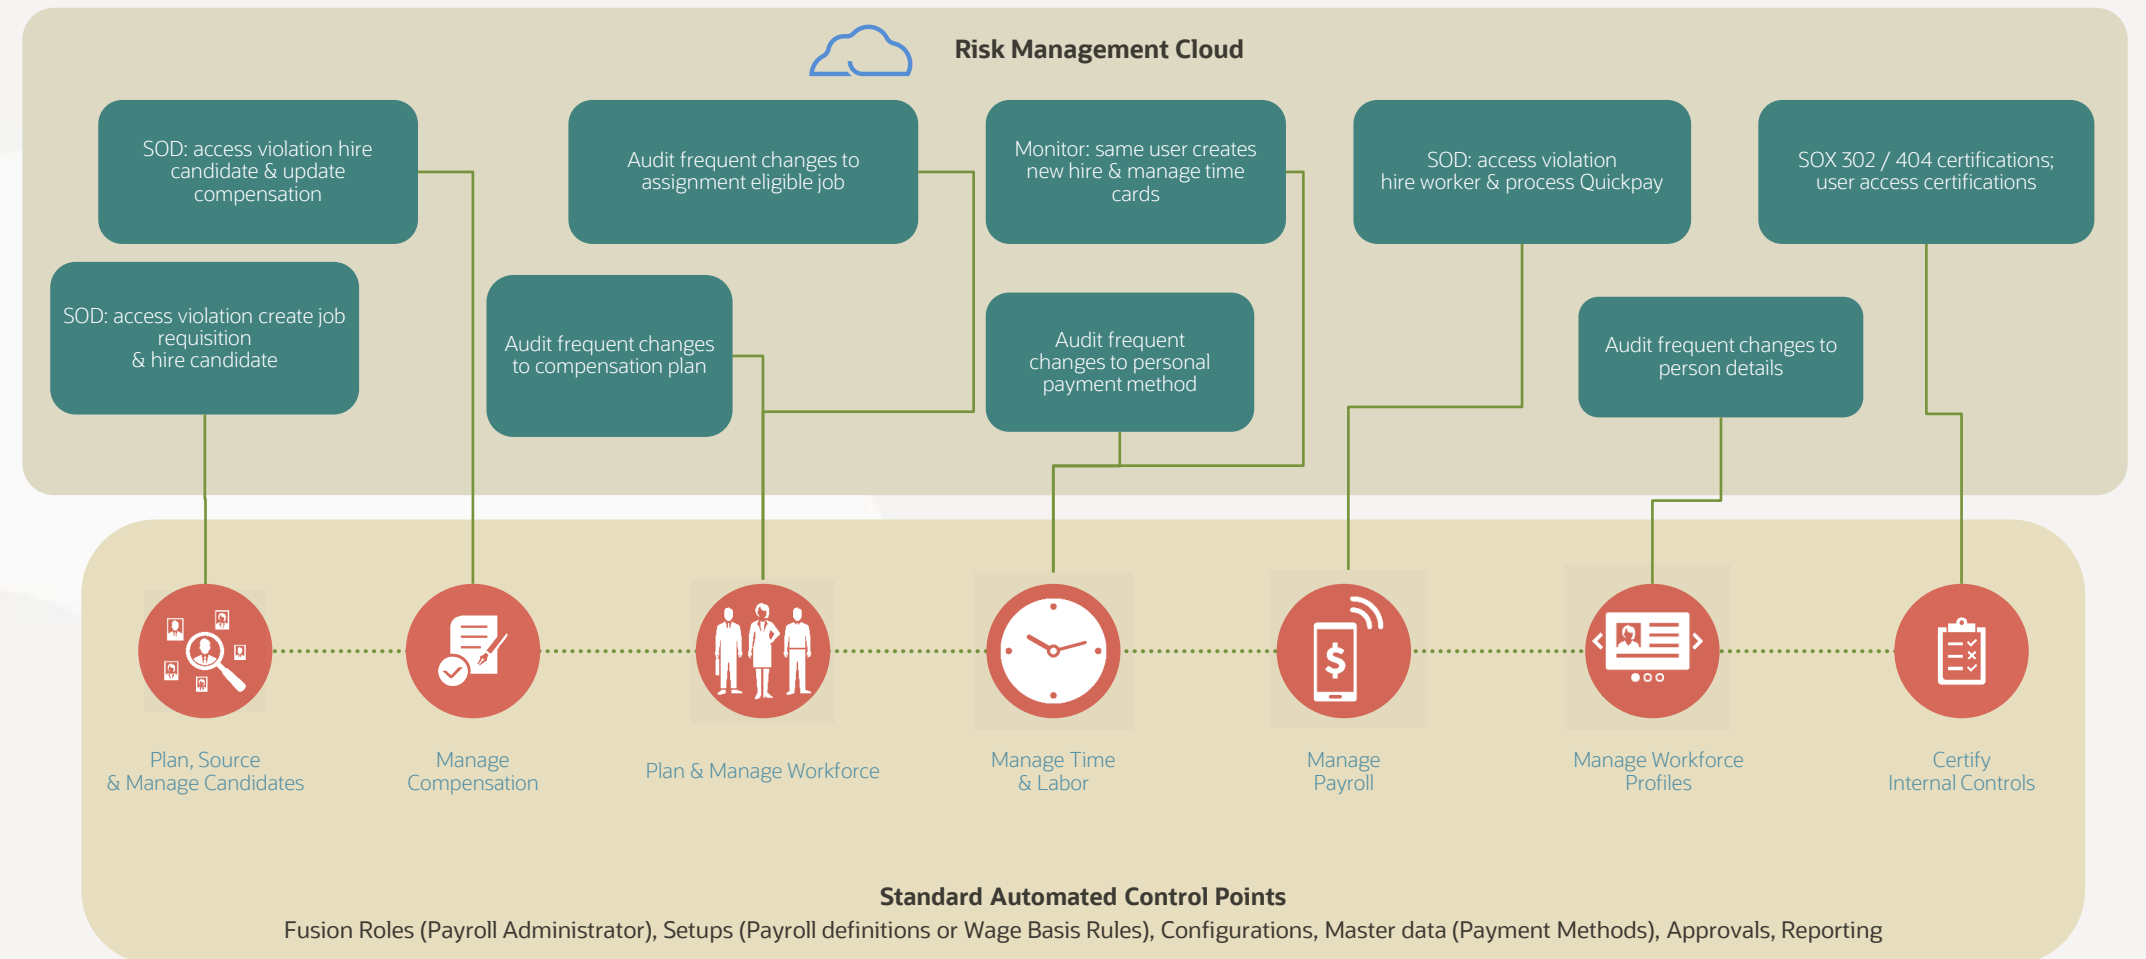 Risk Management Cloud
SOD: access violation hire
candidate & update
compensation
Audit frequent changes to
assignment eligible job
Monitor: same user creates
new hire & manage time
cards
SOD: access violation
hire worker & process Quickpay
SOX 302 / 404 certifications;
user access certifications
SOD: access violation create job
requisition
& hire candidate
Audit frequent changes
to compensation plan
Audit frequent
changes to personal
payment method
Audit frequent changes to
person details
$
Plan, Source
& Manage Candidates
Manage
Compensation
Plan & Manage Workforce
Manage Time
& Labor
Manage
Payroll
Manage Workforce
Profiles
Certify
Internal Controls
Standard Automated Control Points
Fusion Roles (Payroll Administrator), Setups (Payroll definitions or Wage Basis Rules), Configurations, Master data (Payment Methods), Approvals, Reporting